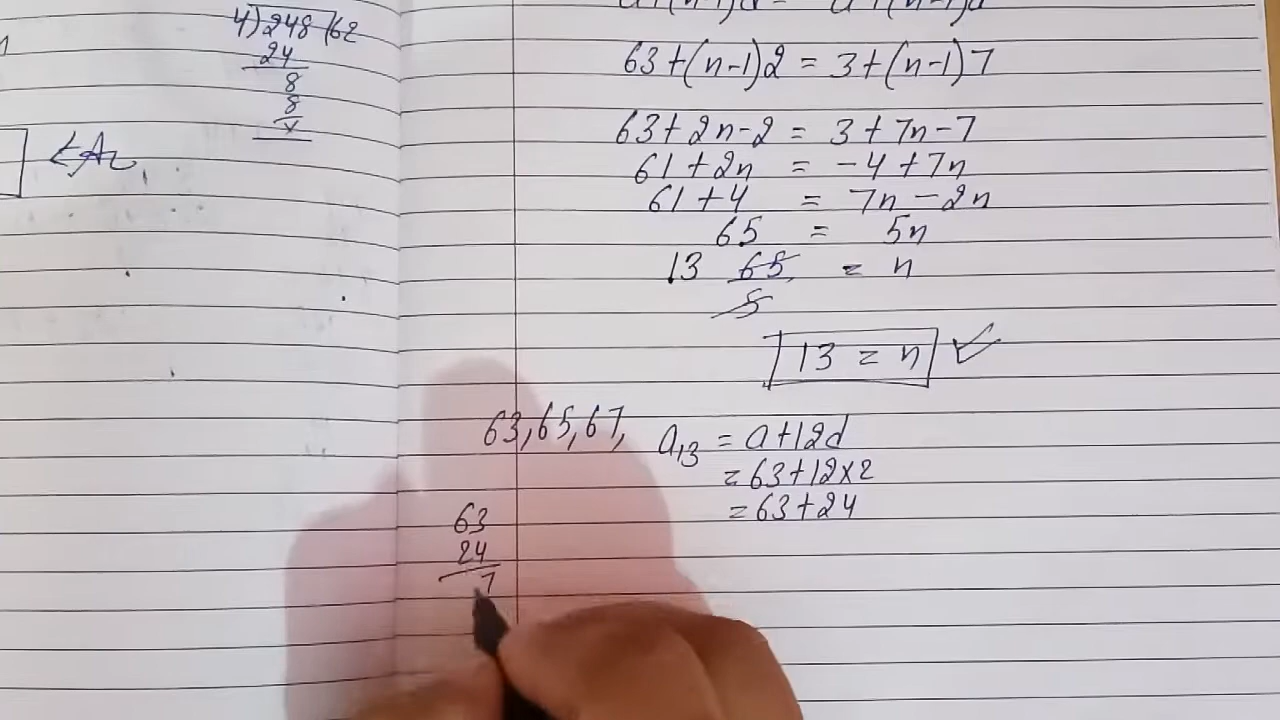 4)248(62
24
8
8
x
63+(n-1)2 = 3+(n-1)7
63+2n-2 = 3+7n-7
61+2n = -4+7n
61+4 = 7n-2n
65 = 5n
13 65 = n
5
13 = n ✓
63,65,67, a13 = a+12d
= 63+12×2
= 63+24
63
24
7